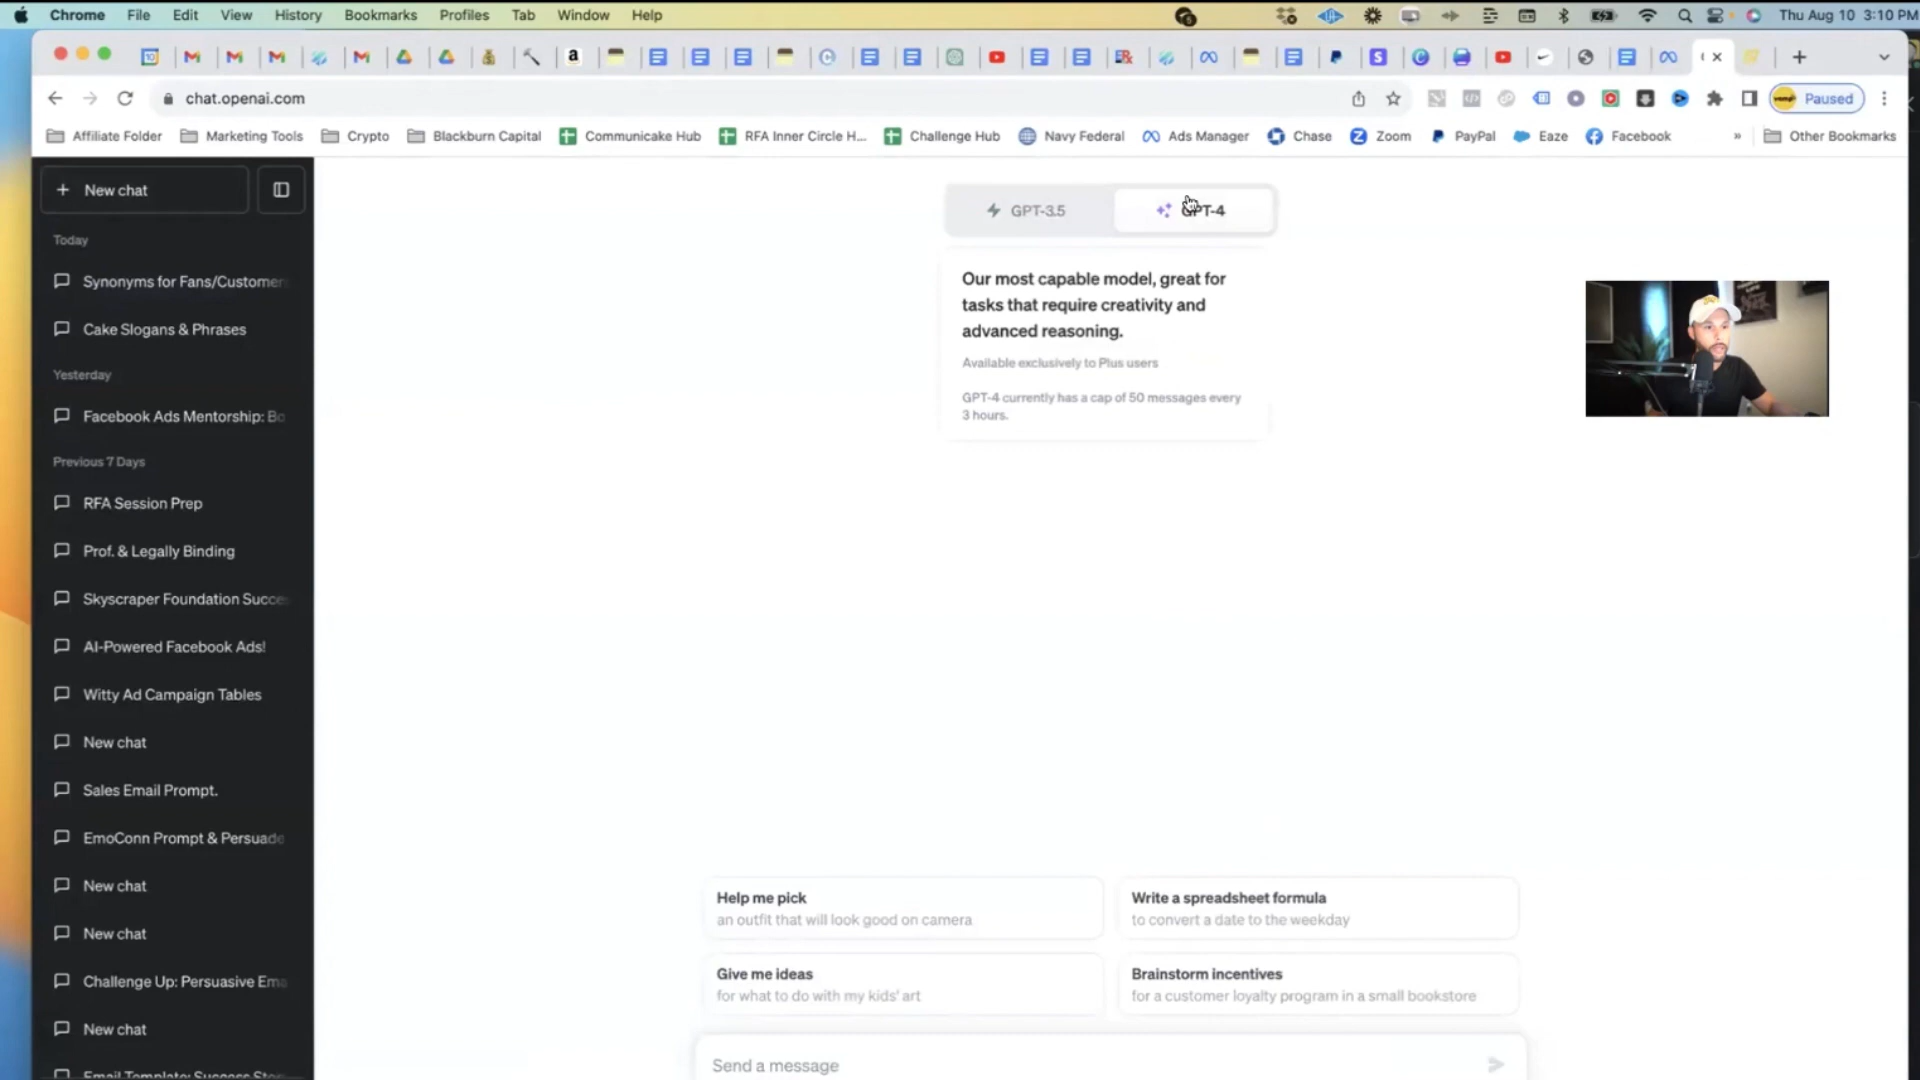 Chrome File Edit View History Bookmarks Profiles Tab Window Help Thu Aug 10 3:10 PM
chat.openai.com Paused
Affiliate Folder Marketing Tools Crypto Blackburn Capital Communicake Hub RFA Inner Circle H... Challenge Hub Navy Federal Ads Manager Chase Zoom PayPal Eaze Facebook » Other Bookmarks
+ New chat
Today
Synonyms for Fans/Customer
Cake Slogans & Phrases
Yesterday
Facebook Ads Mentorship: Bo
Previous 7 Days
RFA Session Prep
Prof. & Legally Binding
Skyscraper Foundation Succe
AI-Powered Facebook Ads!
Witty Ad Campaign Tables
New chat
Sales Email Prompt.
EmoConn Prompt & Persuade
New chat
New chat
Challenge Up: Persuasive Ema
New chat
Email Template: Success Stor
GPT-3.5 GPT-4
Our most capable model, great for
tasks that require creativity and
advanced reasoning.
Available exclusively to Plus users
GPT-4 currently has a cap of 50 messages every
3 hours.
Help me pick
an outfit that will look good on camera
Write a spreadsheet formula
to convert a date to the weekday
Give me ideas
for what to do with my kids' art
Brainstorm incentives
for a customer loyalty program in a small bookstore
Send a message